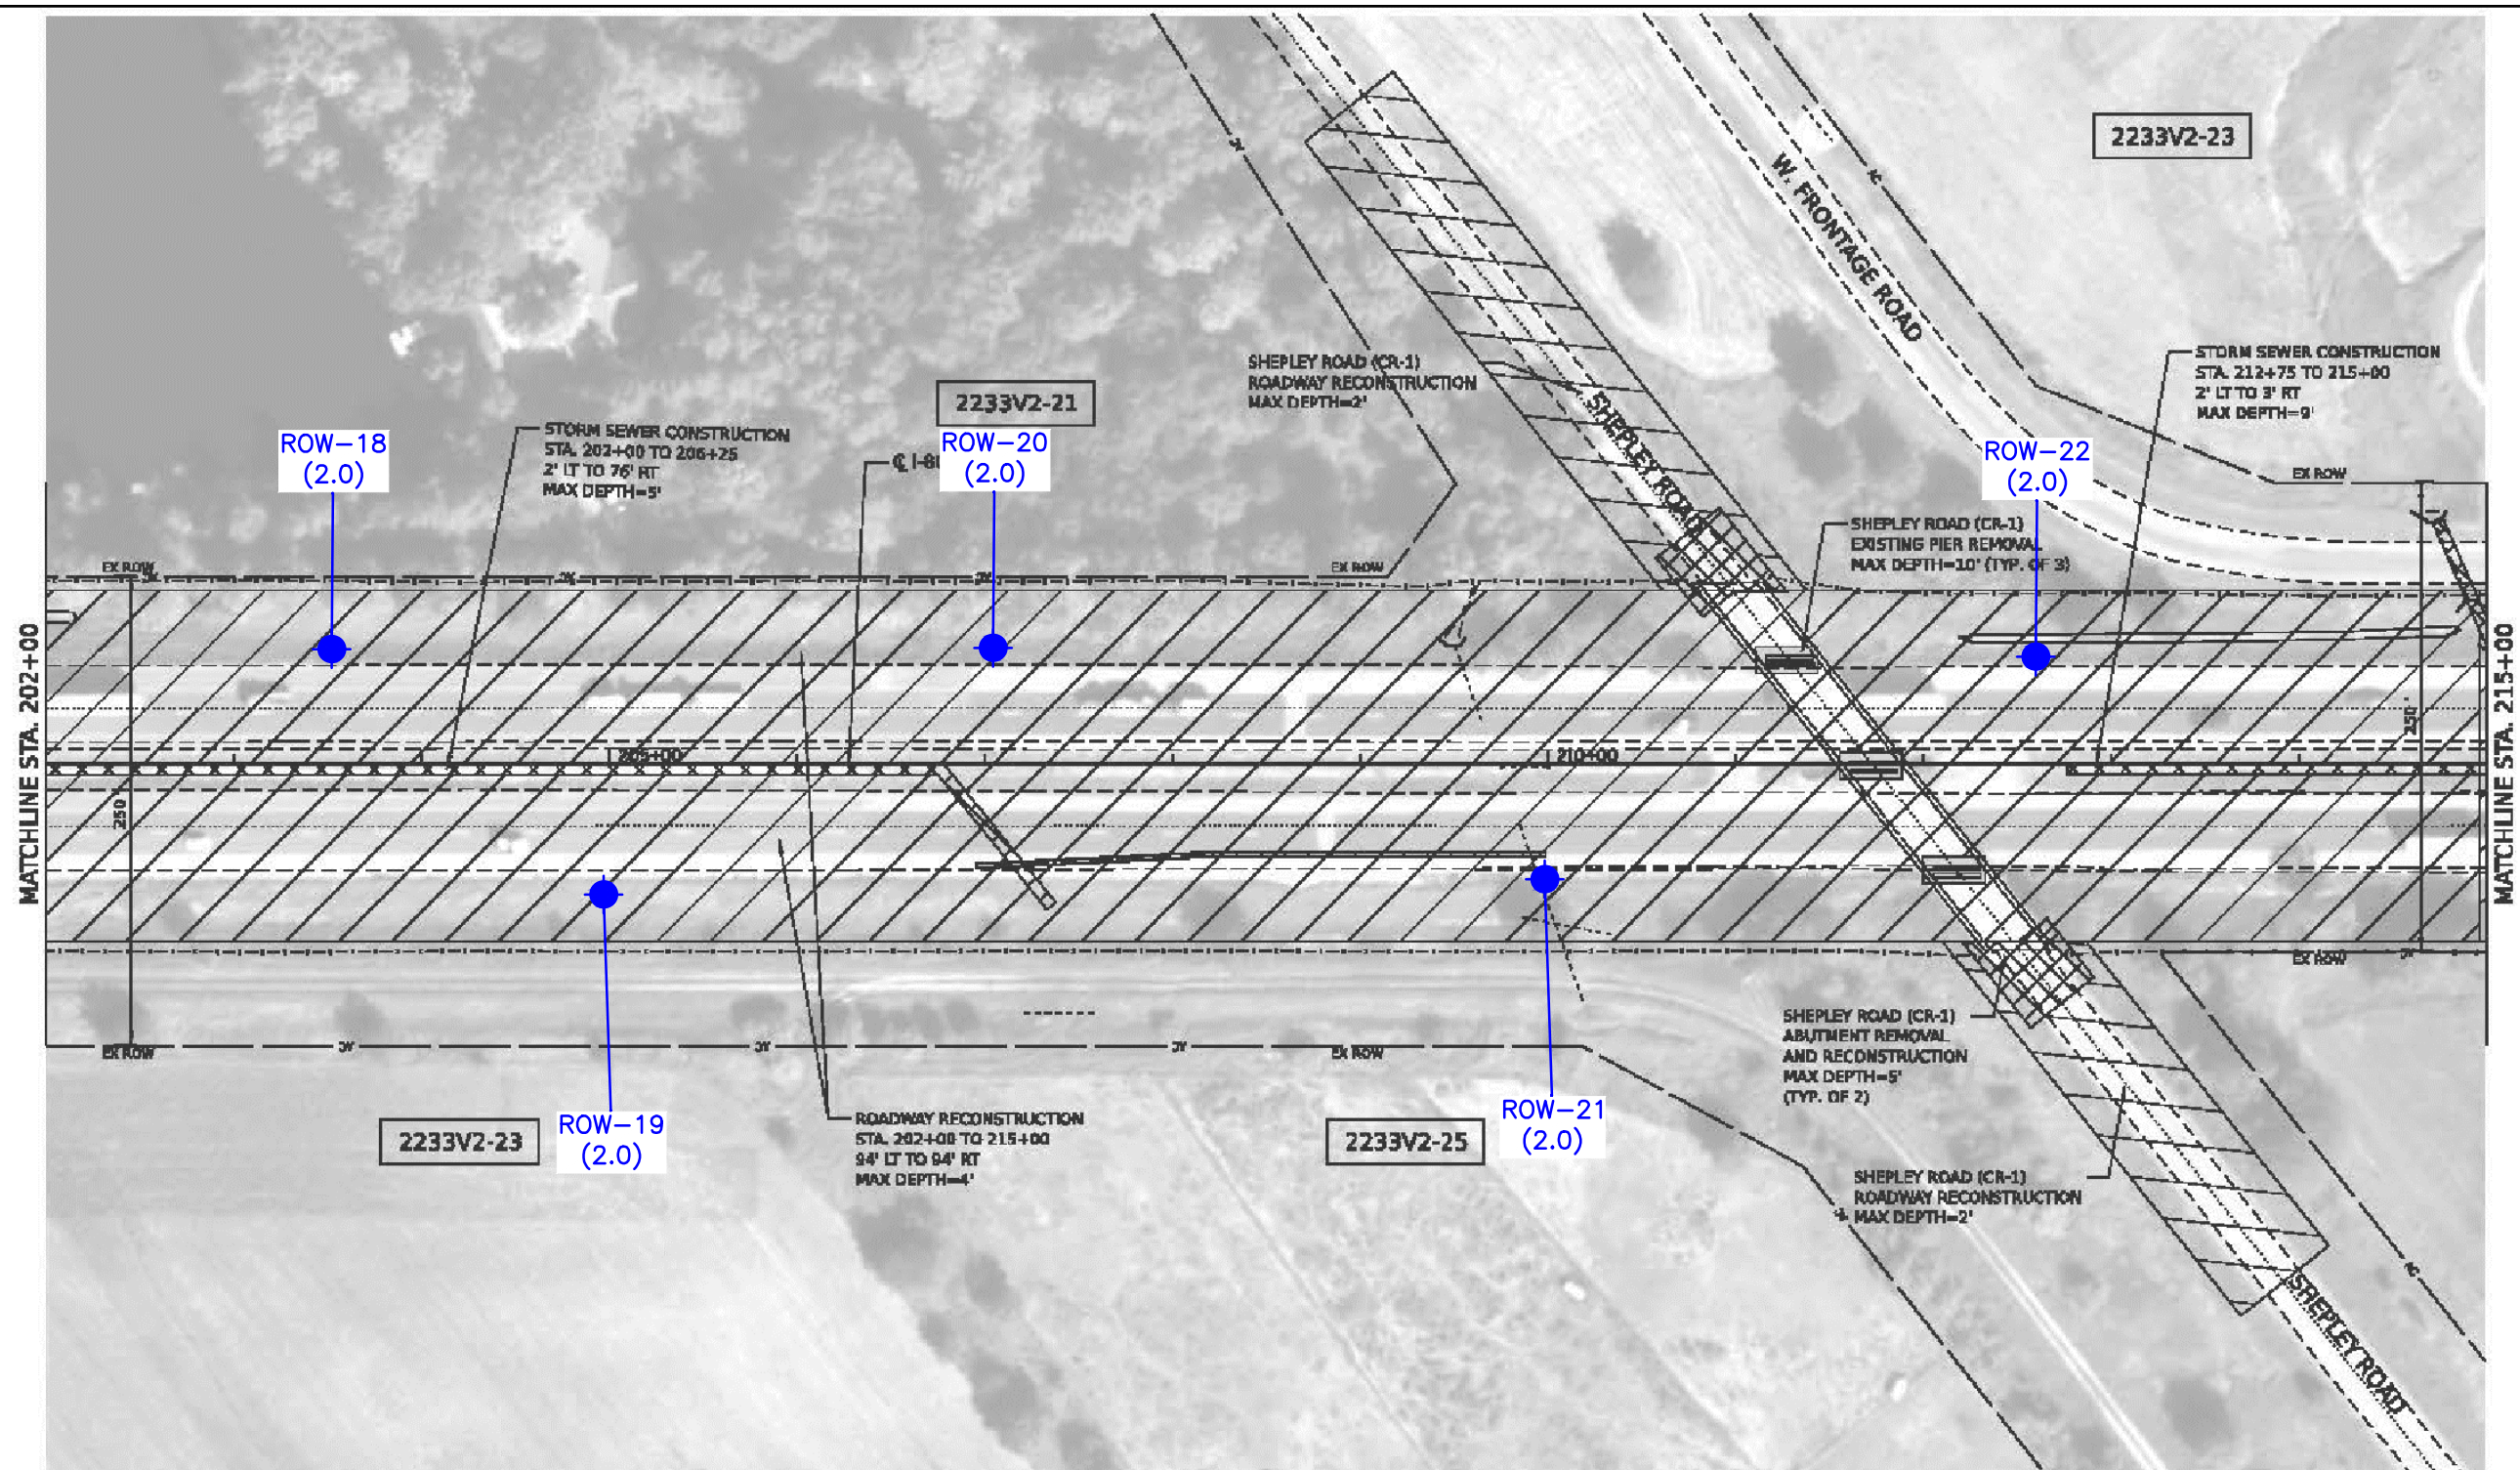 2233V2-23
W. FRONTAGE ROAD
AC
STORM SEWER CONSTRUCTION
STA. 212+75 TO 215+00
2' LT TO 3' RT
MAX DEPTH=9'
SHEPLEY ROAD (CR-1)
ROADWAY RECONSTRUCTION
MAX DEPTH=2'
2233V2-21
SHEPLEY ROAD
STORM SEWER CONSTRUCTION
STA. 202+00 TO 206+25
2' LT TO 76' RT
MAX DEPTH=5'
ROW-18
(2.0)
ROW-20
(2.0)
ROW-22
(2.0)
EX ROW
SHEPLEY ROAD (CR-1)
EXISTING PIER REMOVAL
MAX DEPTH=10' (TYP. OF 3)
EX ROW
EX ROW
MATCHLINE STA. 202+00
MATCHLINE STA. 215+00
205+00
210+00
250'
250'
EX ROW
EX ROW
EX ROW
SHEPLEY ROAD (CR-1)
ABUTMENT REMOVAL
AND RECONSTRUCTION
MAX DEPTH=5'
(TYP. OF 2)
2233V2-23
ROW-19
(2.0)
ROADWAY RECONSTRUCTION
STA. 202+00 TO 215+00
94' LT TO 94' RT
MAX DEPTH=4'
2233V2-25
ROW-21
(2.0)
SHEPLEY ROAD (CR-1)
ROADWAY RECONSTRUCTION
MAX DEPTH=2'
AC
SHEPLEY ROAD